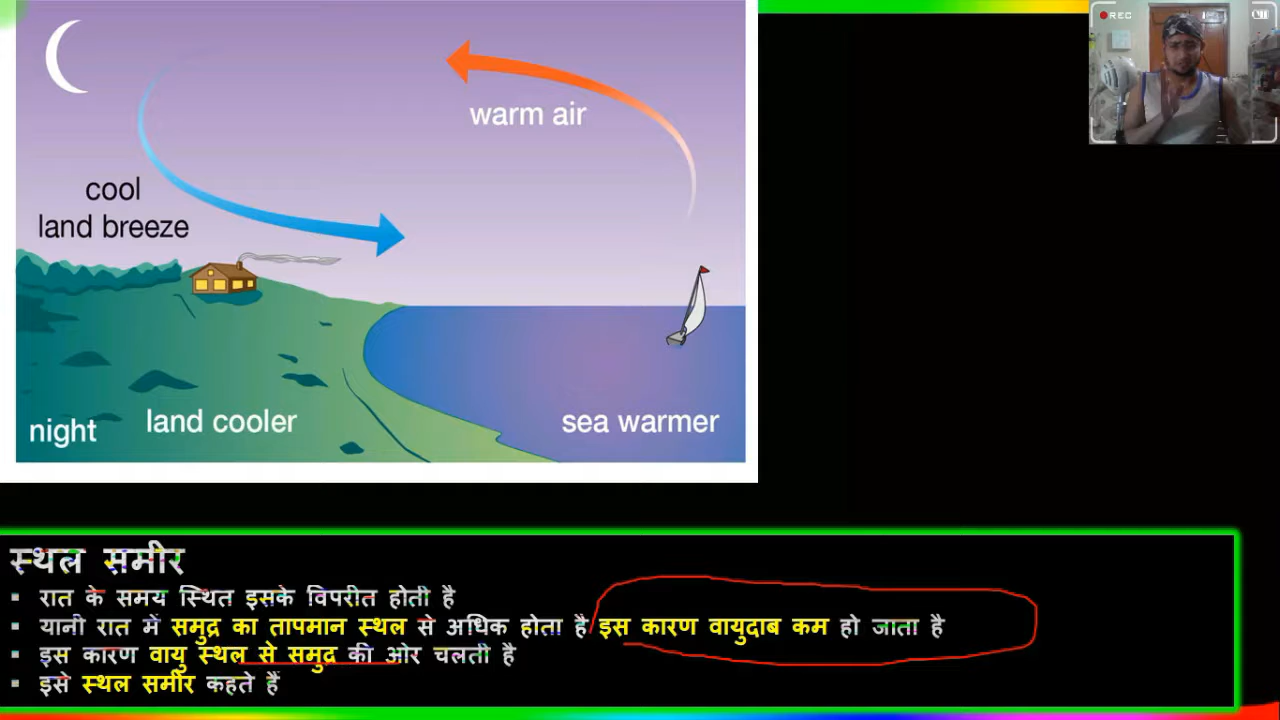 REC
warm air
cool
land breeze
night
land cooler
sea warmer
स्थल समीर
▪ रात के समय स्थित इसके विपरीत होती है
▪ यानी रात में समुद्र का तापमान स्थल से अधिक होता है इस कारण वायुदाब कम हो जाता है
▪ इस कारण वायु स्थल से समुद्र की ओर चलती है
▪ इसे स्थल समीर कहते हैं